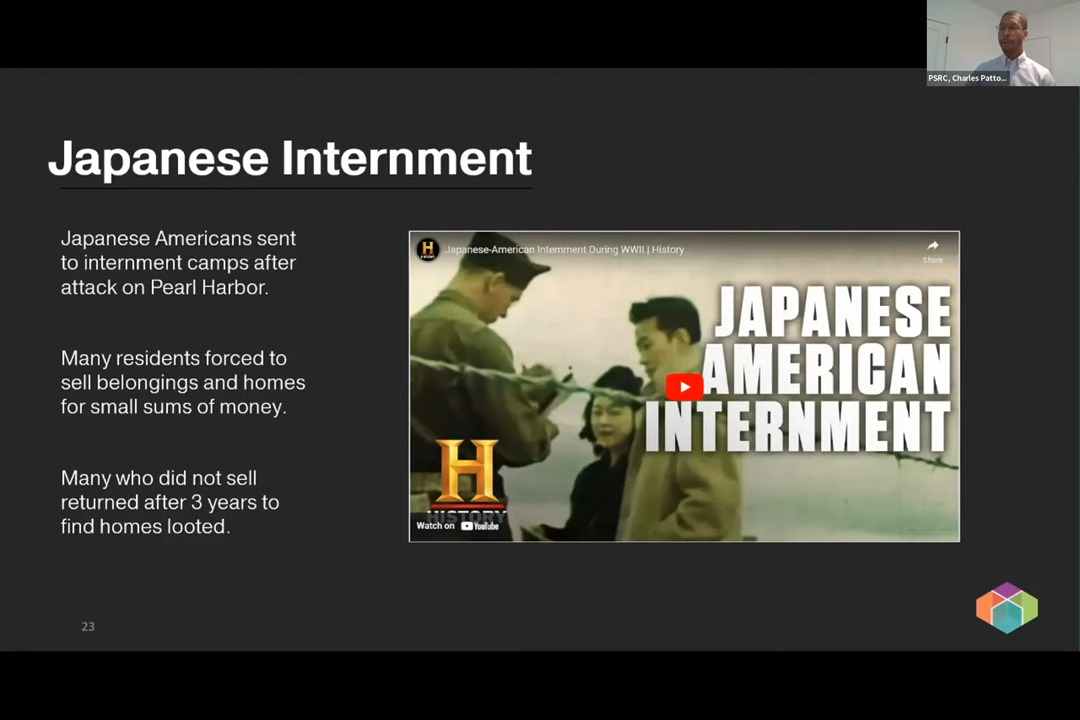 PSRC, Charles Patto...
Japanese Internment
Japanese Americans sent
to internment camps after
attack on Pearl Harbor.
Many residents forced to
sell belongings and homes
for small sums of money.
Many who did not sell
returned after 3 years to
find homes looted.
H
HISTORY
Japanese-American Internment During WWII | History
Share
JAPANESE
AMERICAN
INTERNMENT
H
HISTORY
Watch on YouTube
23